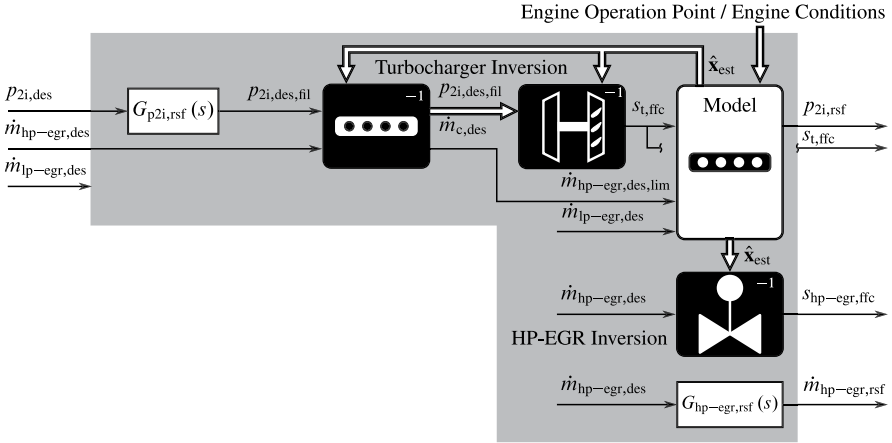 Engine Operation Point / Engine Conditions
x̂est
Turbocharger Inversion
p2i,des
Gp2i,rsf (s)
p2i,des,fil
−1
p2i,des,fil
ṁc,des
−1
st,ffc
Model
p2i,rsf
st,ffc
ṁhp−egr,des
ṁlp−egr,des
ṁhp−egr,des,lim
ṁlp−egr,des
x̂est
ṁhp−egr,des
−1
shp−egr,ffc
HP-EGR Inversion
ṁhp−egr,des
Ghp−egr,rsf (s)
ṁhp−egr,rsf